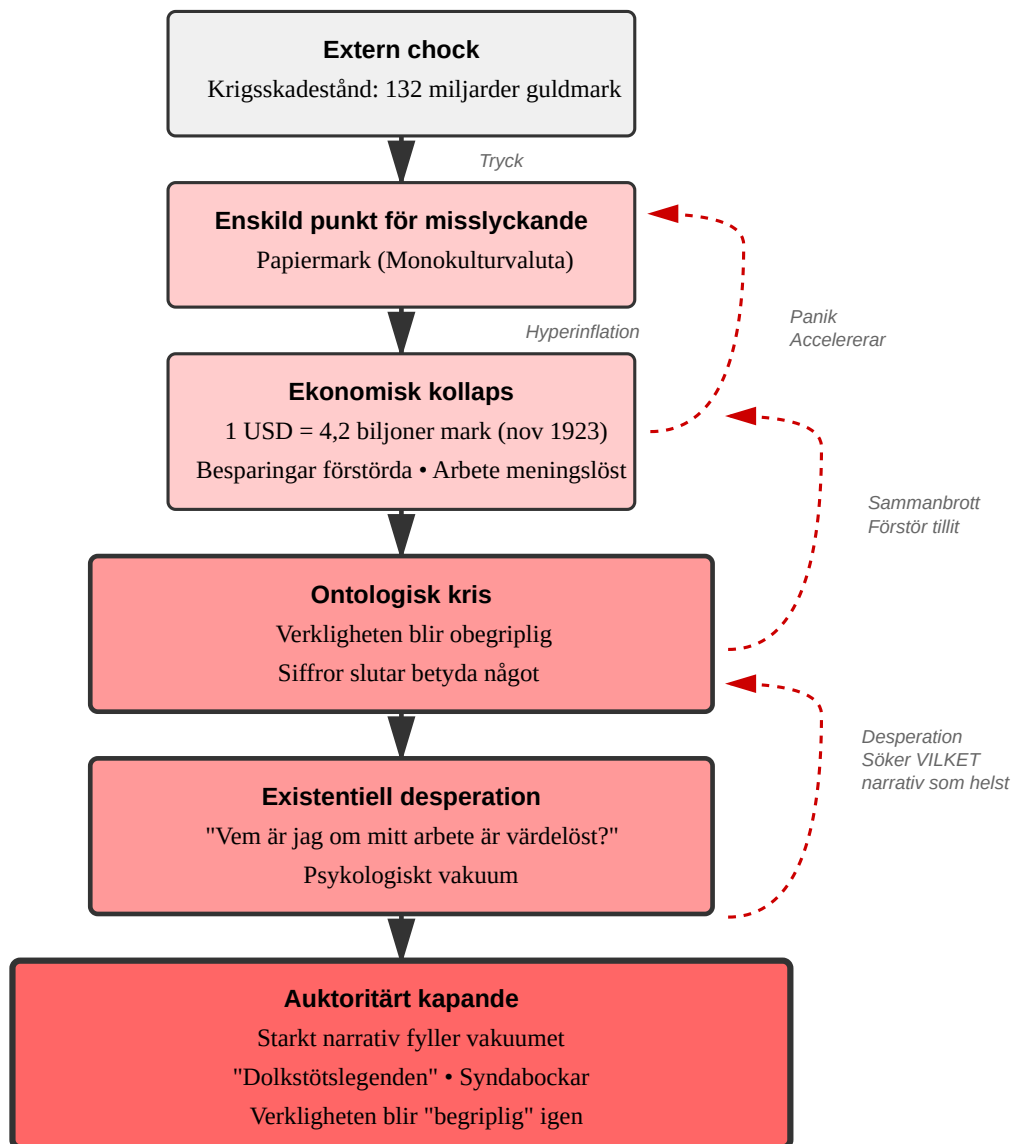 Extern chock
Krigsskadestånd: 132 miljarder guldmark
Tryck
Enskild punkt för misslyckande
Papiermark (Monokulturvaluta)
Hyperinflation
Panik
Accelererar
Ekonomisk kollaps
1 USD = 4,2 biljoner mark (nov 1923)
Besparingar förstörda • Arbete meningslöst
Sammanbrott
Förstör tillit
Ontologisk kris
Verkligheten blir obegriplig
Siffror slutar betyda något
Desperation
Söker VILKET
narrativ som helst
Existentiell desperation
"Vem är jag om mitt arbete är värdelöst?"
Psykologiskt vakuum
Auktoritärt kapande
Starkt narrativ fyller vakuumet
"Dolkstötslegenden" • Syndabockar
Verkligheten blir "begriplig" igen